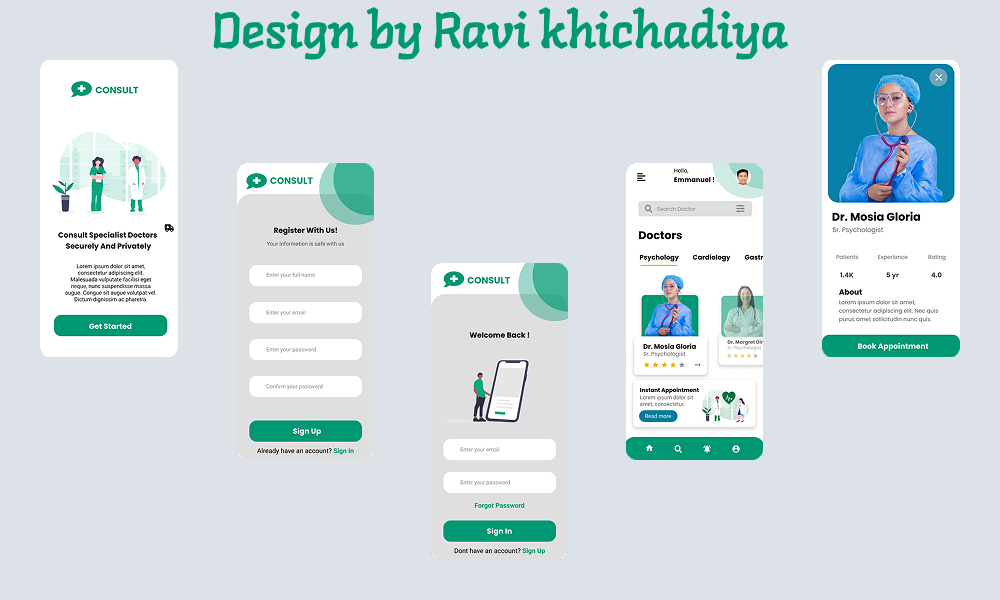 Design by Ravi khichadiya
CONSULT
Consult Specialist Doctors
Securely And Privately
Lorem ipsum dolor sit amet,
consectetur adipiscing elit.
Malesuada vulputate facilisi eget
neque, nunc suspendisse massa
augue. Congue sit augue volutpat vel.
Dictum dignissim ac pharetra.
Get Started
CONSULT
Register With Us!
Your Information is safe with us
Enter your full name
Enter your email
Enter your password
Confirm your password
Sign Up
Already have an account? Sign In
CONSULT
Welcome Back !
Enter your email
Enter your password
Forgot Password
Sign In
Dont have an account? Sign Up
Hello,
Emmanuel !
Search Doctor
Doctors
Psychology Cardiology Gastr
Dr. Mosia Gloria
Sr. Psychologist
Dr. Margret Din
Sr. Psychologist
Instant Appointment
Lorem ipsum dolor sit
amet, consectetur.
Read more
Dr. Mosia Gloria
Sr. Psychologist
Patients Experience Rating
1.4K 5 yr 4.0
About
Lorem ipsum dolor sit amet,
consectetur adipiscing elit. Nec quis
purus amet sollicitudin nunc quis.
Book Appointment